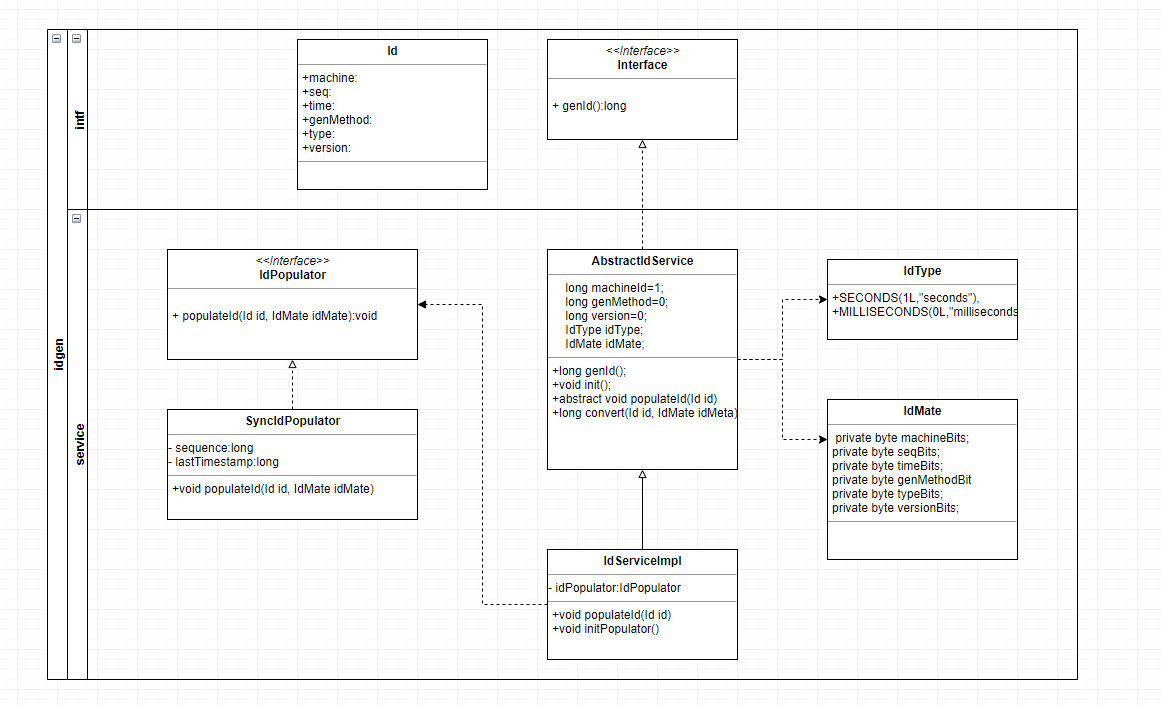 idgen
intf
Id
+machine:
+seq:
+time:
+genMethod:
+type:
+version:
<<Interface>>
Interface
+ genId():long
service
<<Interface>>
IdPopulator
+ populateId(Id id, IdMate idMate):void
SyncIdPopulator
- sequence:long
- lastTimestamp:long
+void populateId(Id id, IdMate idMate)
AbstractIdService
long machineId=1;
long genMethod=0;
long version=0;
IdType idType;
IdMate idMate;
+long genId();
+void init();
+abstract void populateId(Id id)
+long convert(Id id, IdMate idMeta)
IdServiceImpl
- idPopulator:IdPopulator
+void populateId(Id id)
+void initPopulator()
IdType
+SECONDS(1L,"seconds"),
+MILLISECONDS(0L,"milliseconds
IdMate
private byte machineBits;
private byte seqBits;
private byte timeBits;
private byte genMethodBit
private byte typeBits;
private byte versionBits;